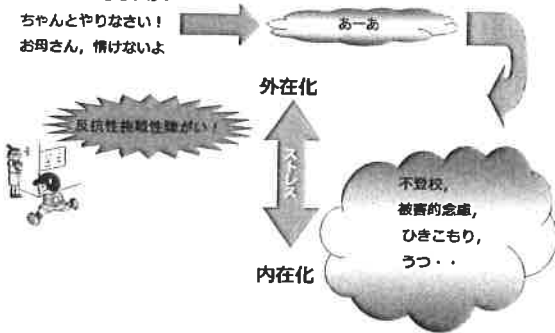 ちゃんとやりなさい！
お母さん，情けないよ
あーあ
外在化
反抗性挑戦性障がい！
ストレス
不登校，
被害的念慮，
ひきこもり，
うつ・・
内在化